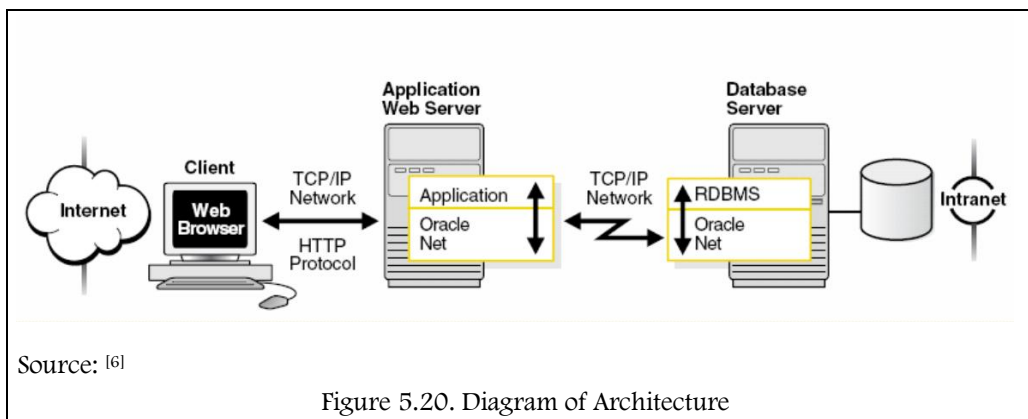 Internet
Client
Web
Browser
TCP/IP
Network
HTTP
Protocol
Application
Web Server
Application
Oracle
Net
TCP/IP
Network
Database
Server
RDBMS
Oracle
Net
Intranet
Source: [6]
Figure 5.20. Diagram of Architecture